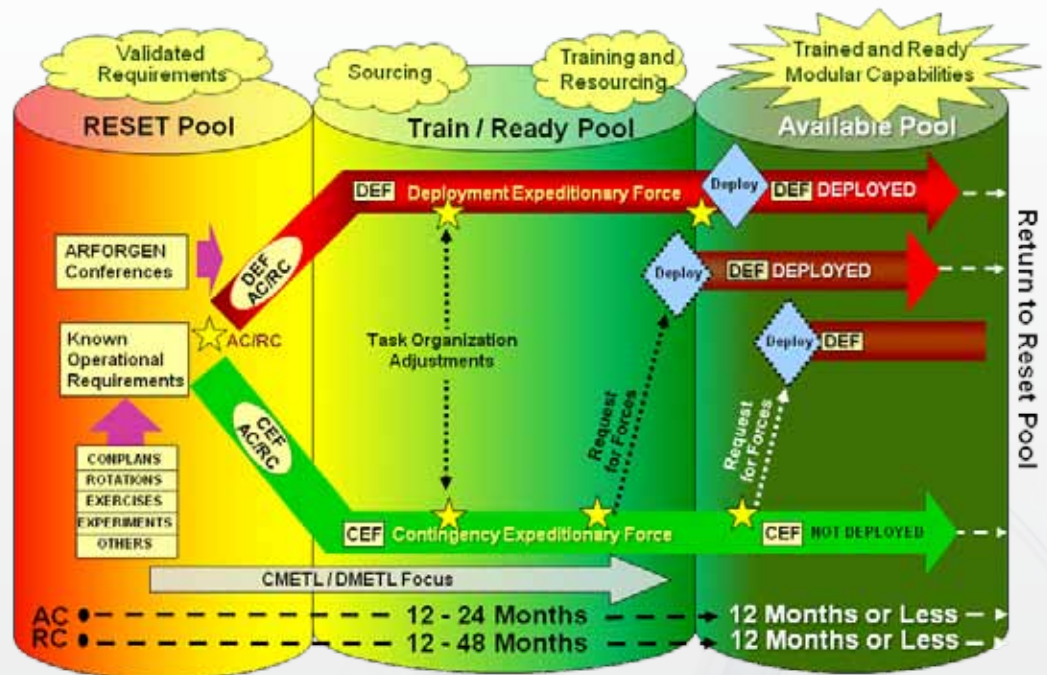 Validated
Requirements
Sourcing
Training and
Resourcing
Trained and Ready
Modular Capabilities
RESET Pool
Train / Ready Pool
Available Pool
DEF
Deployment Expeditionary Force
Deploy
DEF
DEPLOYED
ARFORGEN
Conferences
DEF
AC/RC
Deploy
DEF
DEPLOYED
Known
Operational
Requirements
AC/RC
Task Organization
Adjustments
Deploy
DEF
CEF
AC/RC
Request
for Forces
Request
for Forces
CONPLANS
ROTATIONS
EXERCISES
EXPERIMENTS
OTHERS
CEF
Contingency Expeditionary Force
CEF
NOT DEPLOYED
CMETL / DMETL Focus
AC
12 - 24 Months
12 Months or Less
RC
12 - 48 Months
12 Months or Less
Return to Reset Pool